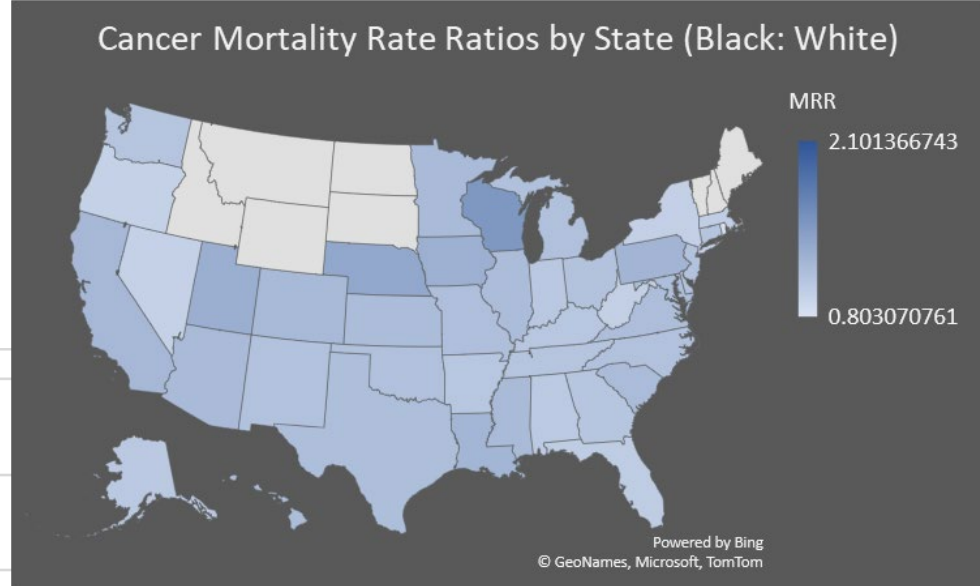 Cancer Mortality Rate Ratios by State (Black: White)
MRR
2.101366743
0.803070761
Powered by Bing
© GeoNames, Microsoft, TomTom